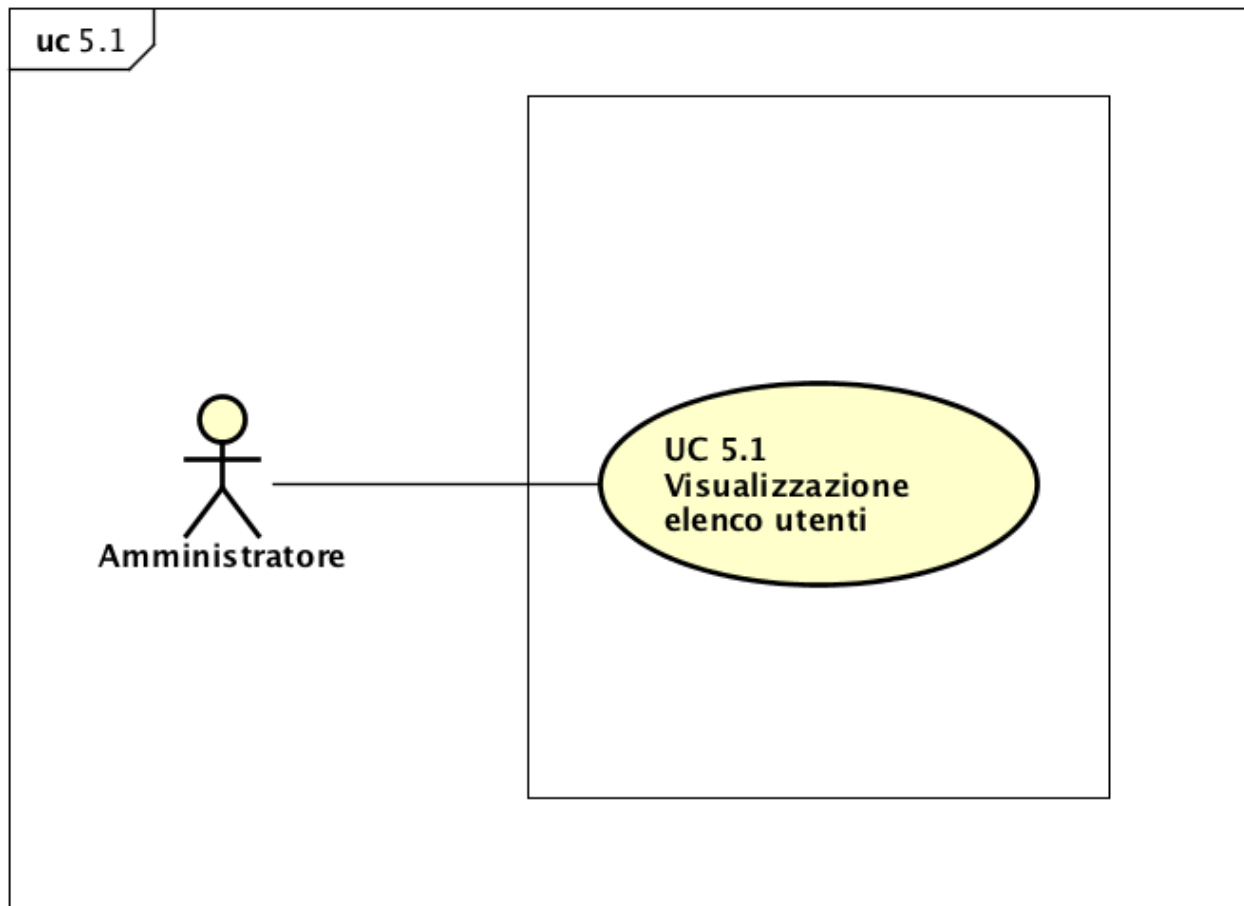 uc 5.1
UC 5.1
Visualizzazione
elenco utenti
Amministratore